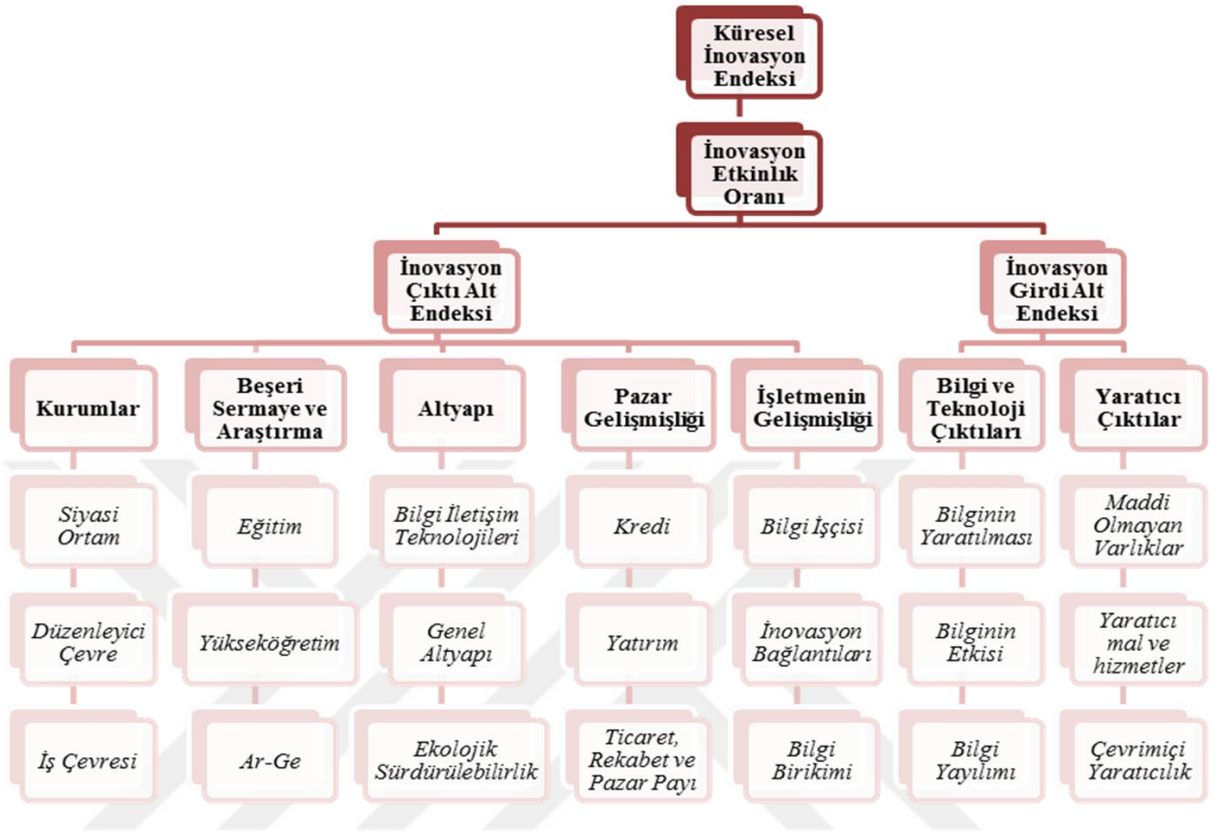 Küresel
İnovasyon
Endeksi
İnovasyon
Etkinlik
Oranı
İnovasyon
Çıktı Alt
Endeksi
İnovasyon
Girdi Alt
Endeksi
Kurumlar
Beşeri
Sermaye ve
Araştırma
Altyapı
Pazar
Gelişmişliği
İşletmenin
Gelişmişliği
Bilgi ve
Teknoloji
Çıktıları
Yaratıcı
Çıktılar
Siyasi
Ortam
Eğitim
Bilgi İletişim
Teknolojileri
Kredi
Bilgi İşçisi
Bilginin
Yaratılması
Maddi
Olmayan
Varlıklar
Düzenleyici
Çevre
Yükseköğretim
Genel
Altyapı
Yatırım
İnovasyon
Bağlantıları
Bilginin
Etkisi
Yaratıcı
mal ve
hizmetler
İş Çevresi
Ar-Ge
Ekolojik
Sürdürülebilirlik
Ticaret,
Rekabet ve
Pazar Payı
Bilgi
Birikimi
Bilgi
Yayılımı
Çevrimiçi
Yaratıcılık